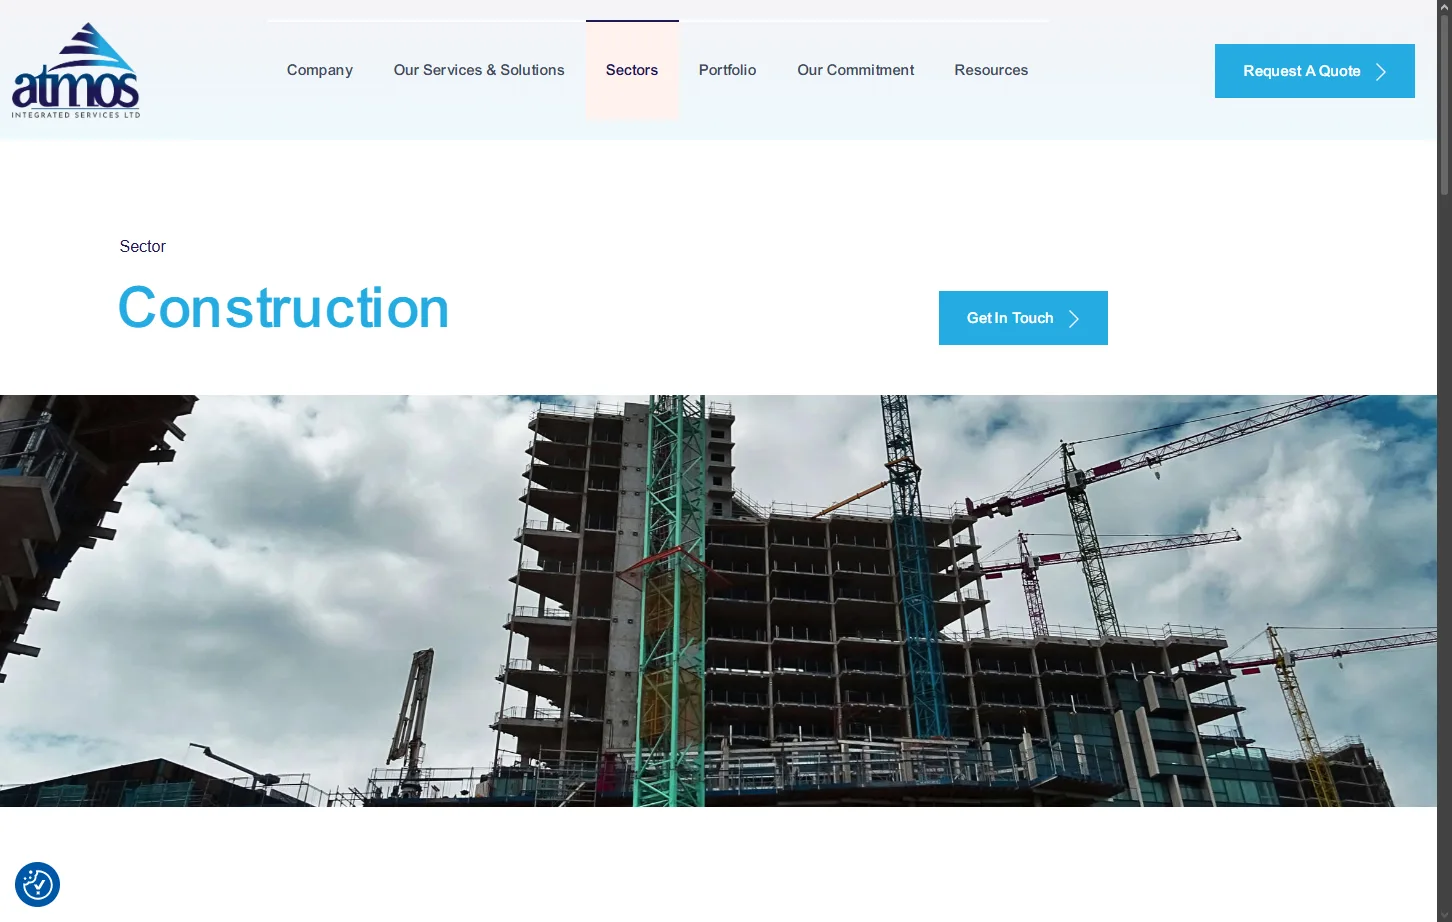 atmos
INTEGRATED SERVICES LTD
Company
Our Services & Solutions
Sectors
Portfolio
Our Commitment
Resources
Request A Quote
Sector
Construction
Get In Touch